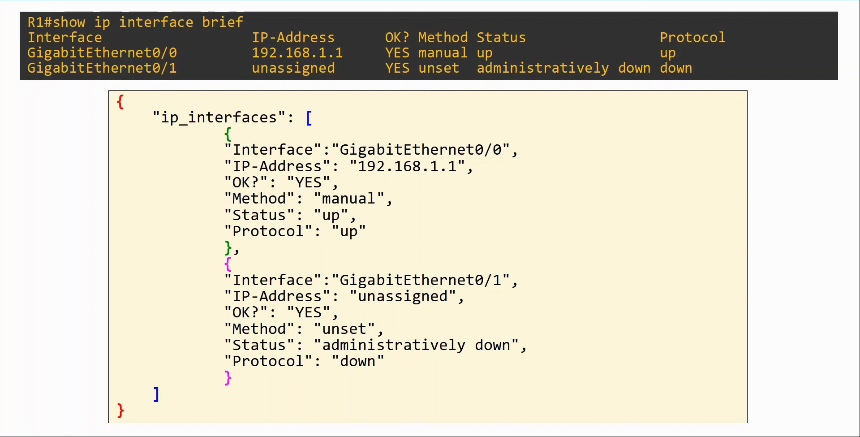 R1#show ip interface brief
Interface IP-Address OK? Method Status Protocol
GigabitEthernet0/0 192.168.1.1 YES manual up up
GigabitEthernet0/1 unassigned YES unset administratively down down
{
"ip_interfaces": [
{
"Interface":"GigabitEthernet0/0",
"IP-Address": "192.168.1.1",
"OK?": "YES",
"Method": "manual",
"Status": "up",
"Protocol": "up"
},
{
"Interface":"GigabitEthernet0/1",
"IP-Address": "unassigned",
"OK?": "YES",
"Method": "unset",
"Status": "administratively down",
"Protocol": "down"
}
]
}